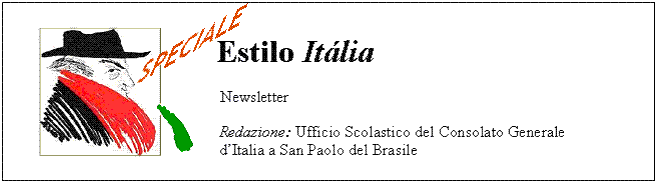 SPECIALE
Estilo Itália
Newsletter
Redazione: Ufficio Scolastico del Consolato Generale
d'Italia a San Paolo del Brasile